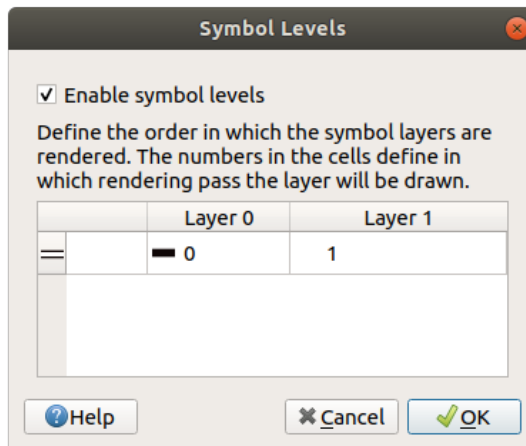 Symbol Levels
Enable symbol levels
Define the order in which the symbol layers are
rendered. The numbers in the cells define in
which rendering pass the layer will be drawn.
Layer 0 Layer 1
0 1
Help Cancel OK